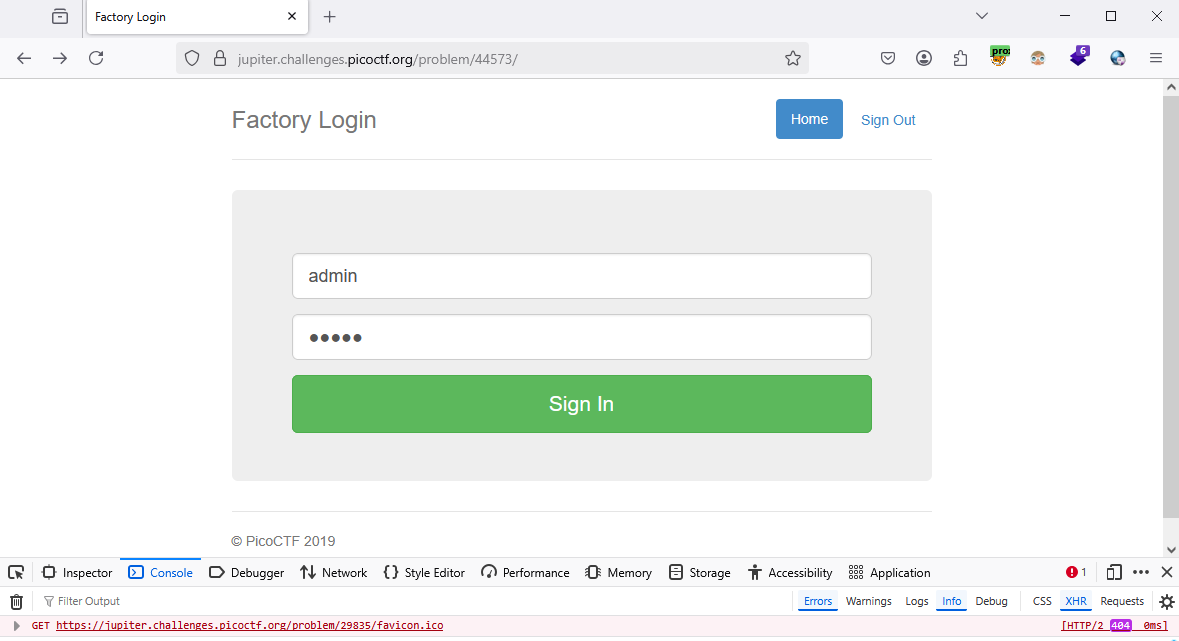 Factory Login
jupiter.challenges.picoctf.org/problem/44573/
6
Factory Login Home Sign Out
admin
●●●●●
Sign In
© PicoCTF 2019
Inspector Console Debugger Network Style Editor Performance Memory Storage Accessibility Application 1
Filter Output Errors Warnings Logs Info Debug CSS XHR Requests
GET https://jupiter.challenges.picoctf.org/problem/29835/favicon.ico [HTTP/2 404 0ms]